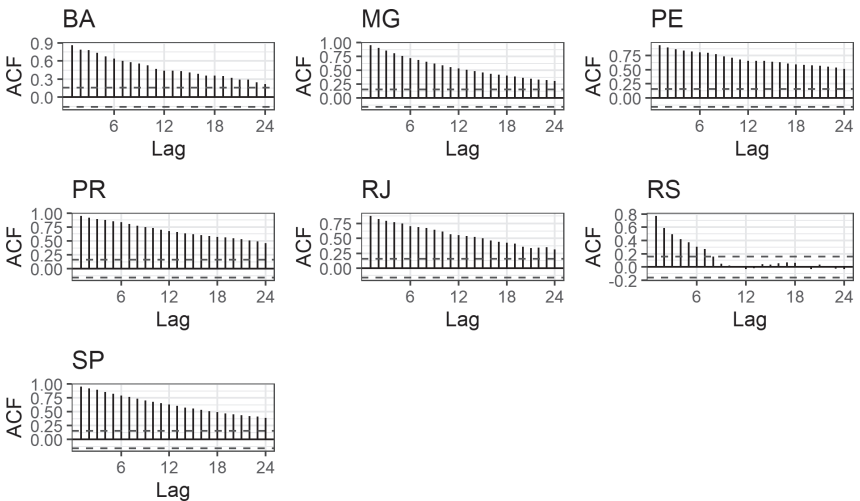 BA MG PE
ACF 0.9 0.6 0.3 0.0 ACF 1.00 0.75 0.50 0.25 0.00 ACF 0.75 0.50 0.25 0.00
6 12 18 24 6 12 18 24 6 12 18 24
Lag Lag Lag
PR RJ RS
ACF 1.00 0.75 0.50 0.25 0.00 ACF 0.75 0.50 0.25 0.00 ACF 0.8 0.6 0.4 0.2 0.0 -0.2
6 12 18 24 6 12 18 24 6 12 18 24
Lag Lag Lag
SP
ACF 1.00 0.75 0.50 0.25 0.00
6 12 18 24
Lag